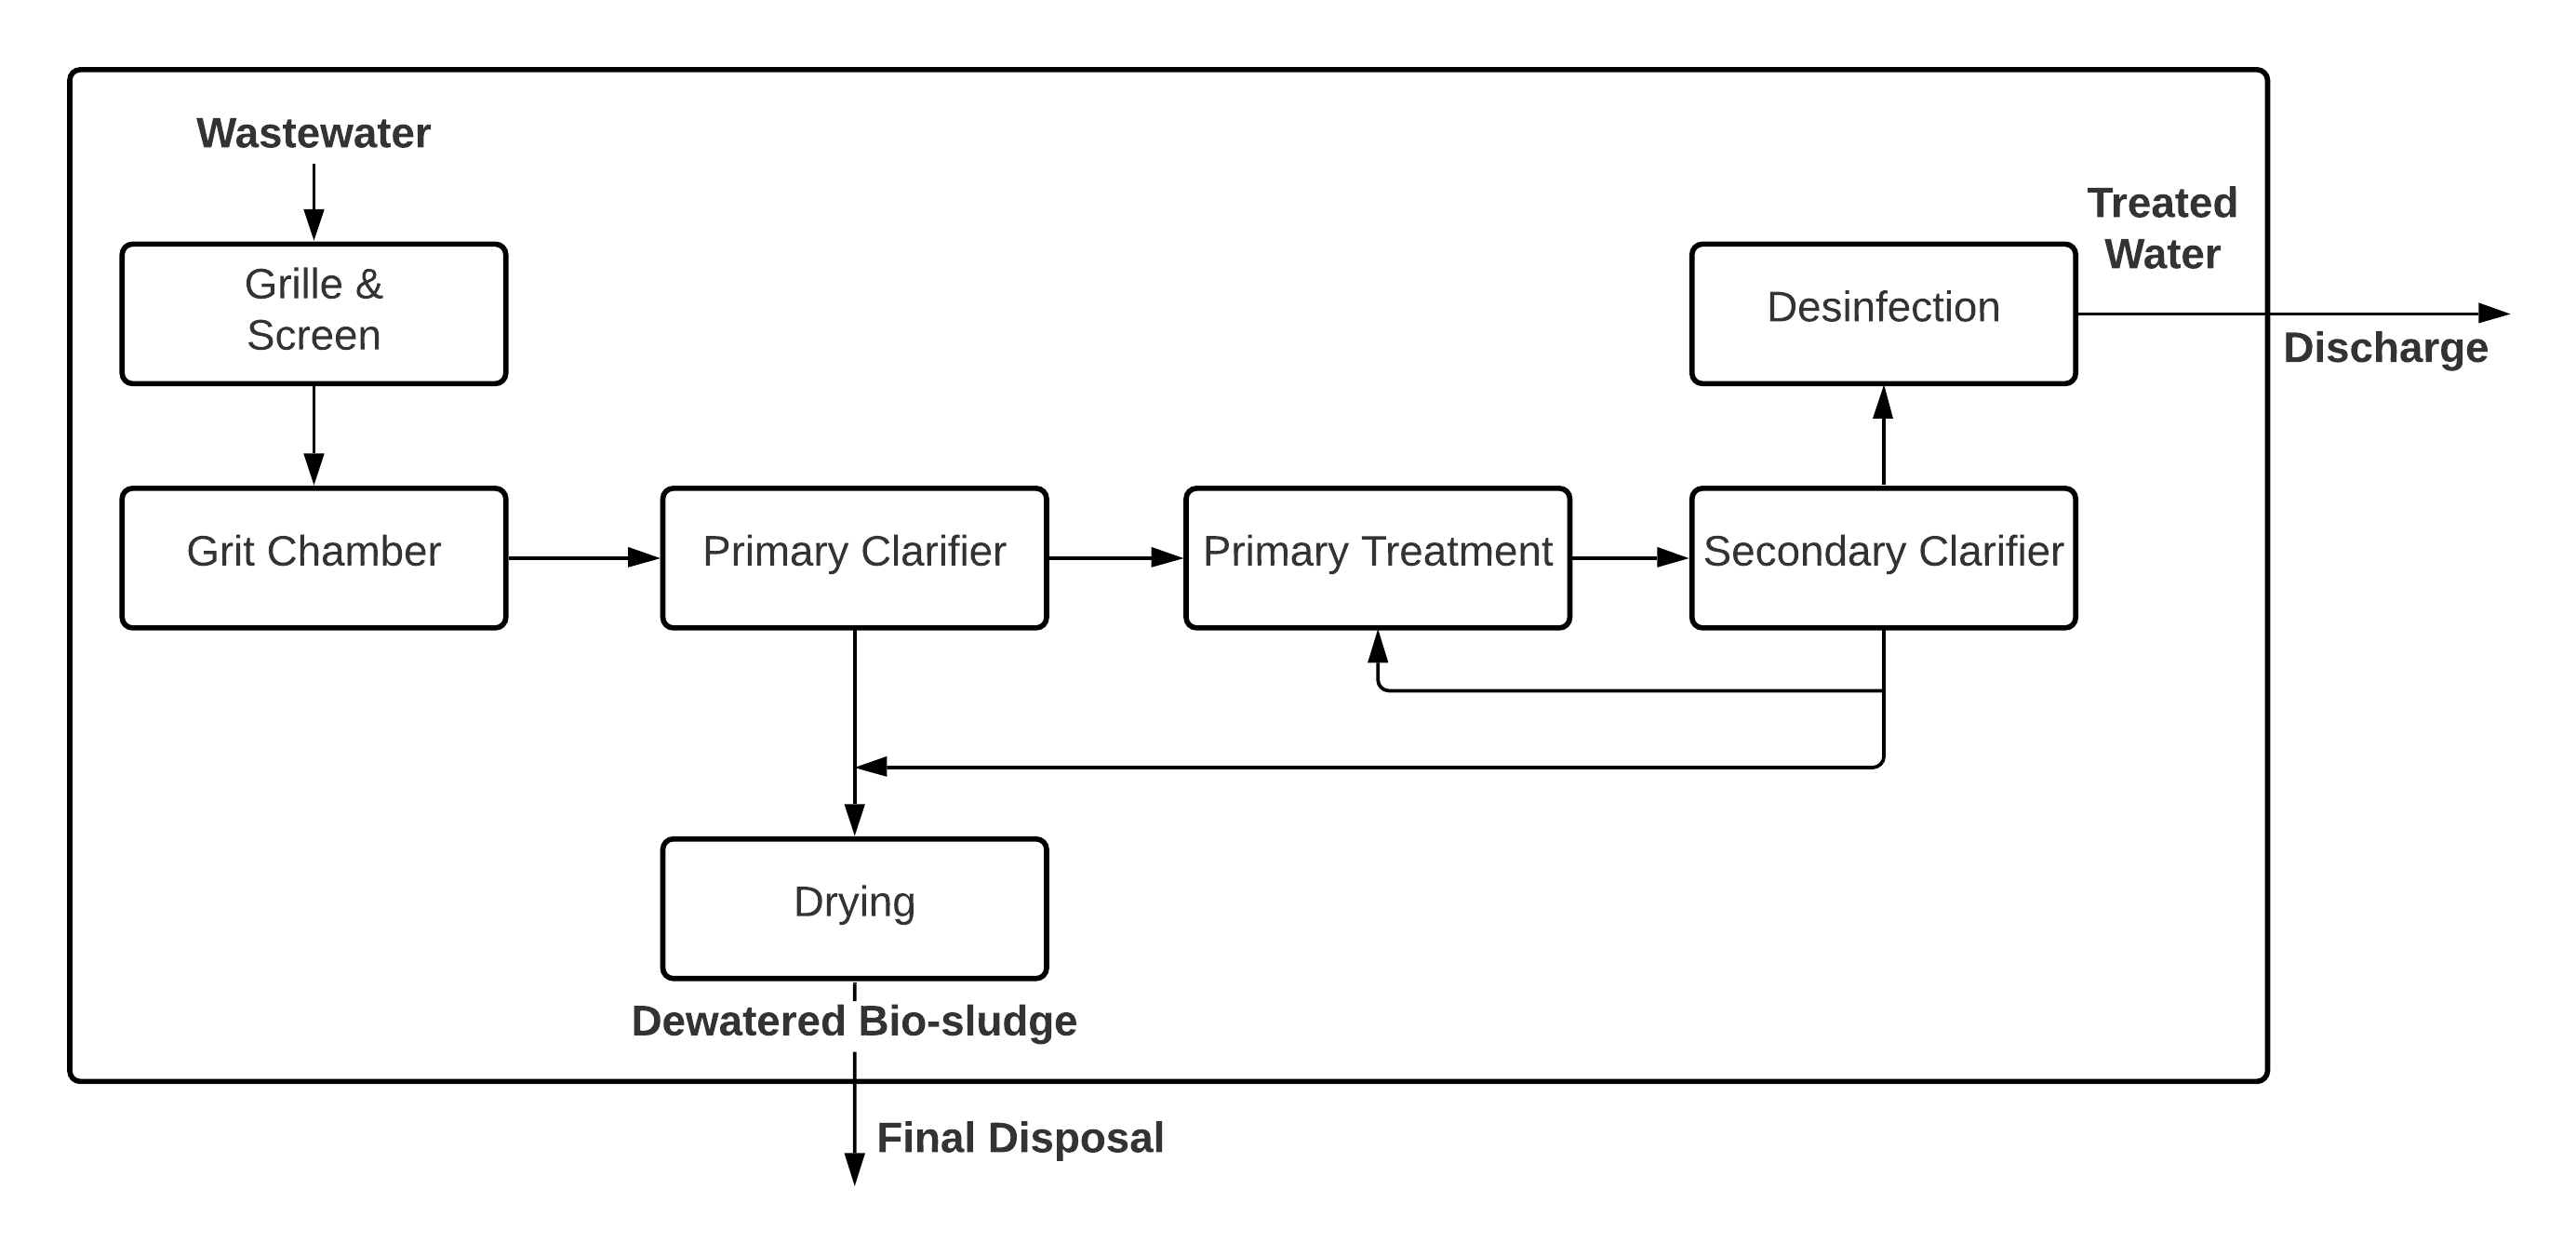 Wastewater
Grille &
Screen
Desinfection
Treated
Water
Discharge
Grit Chamber
Primary Clarifier
Primary Treatment
Secondary Clarifier
Drying
Dewatered Bio-sludge
Final Disposal